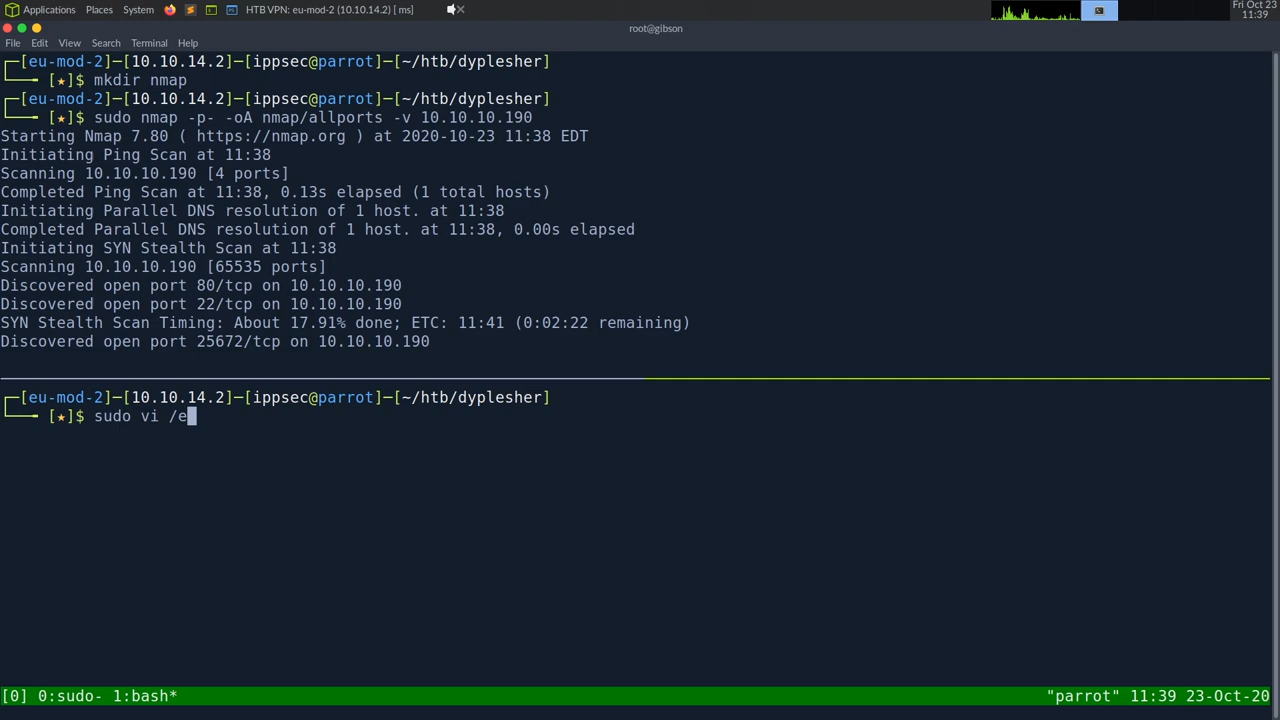 Applications Places System HTB VPN: eu-mod-2 (10.10.14.2) [ms] Fri Oct 23
11:39
root@gibson
File Edit View Search Terminal Help
┌─[eu-mod-2]─[10.10.14.2]─[ippsec@parrot]─[~/htb/dyplesher]
└──╼ [★]$ mkdir nmap
┌─[eu-mod-2]─[10.10.14.2]─[ippsec@parrot]─[~/htb/dyplesher]
└──╼ [★]$ sudo nmap -p- -oA nmap/allports -v 10.10.10.190
Starting Nmap 7.80 ( https://nmap.org ) at 2020-10-23 11:38 EDT
Initiating Ping Scan at 11:38
Scanning 10.10.10.190 [4 ports]
Completed Ping Scan at 11:38, 0.13s elapsed (1 total hosts)
Initiating Parallel DNS resolution of 1 host. at 11:38
Completed Parallel DNS resolution of 1 host. at 11:38, 0.00s elapsed
Initiating SYN Stealth Scan at 11:38
Scanning 10.10.10.190 [65535 ports]
Discovered open port 80/tcp on 10.10.10.190
Discovered open port 22/tcp on 10.10.10.190
SYN Stealth Scan Timing: About 17.91% done; ETC: 11:41 (0:02:22 remaining)
Discovered open port 25672/tcp on 10.10.10.190
┌─[eu-mod-2]─[10.10.14.2]─[ippsec@parrot]─[~/htb/dyplesher]
└──╼ [★]$ sudo vi /e
[0] 0:sudo- 1:bash* "parrot" 11:39 23-Oct-20